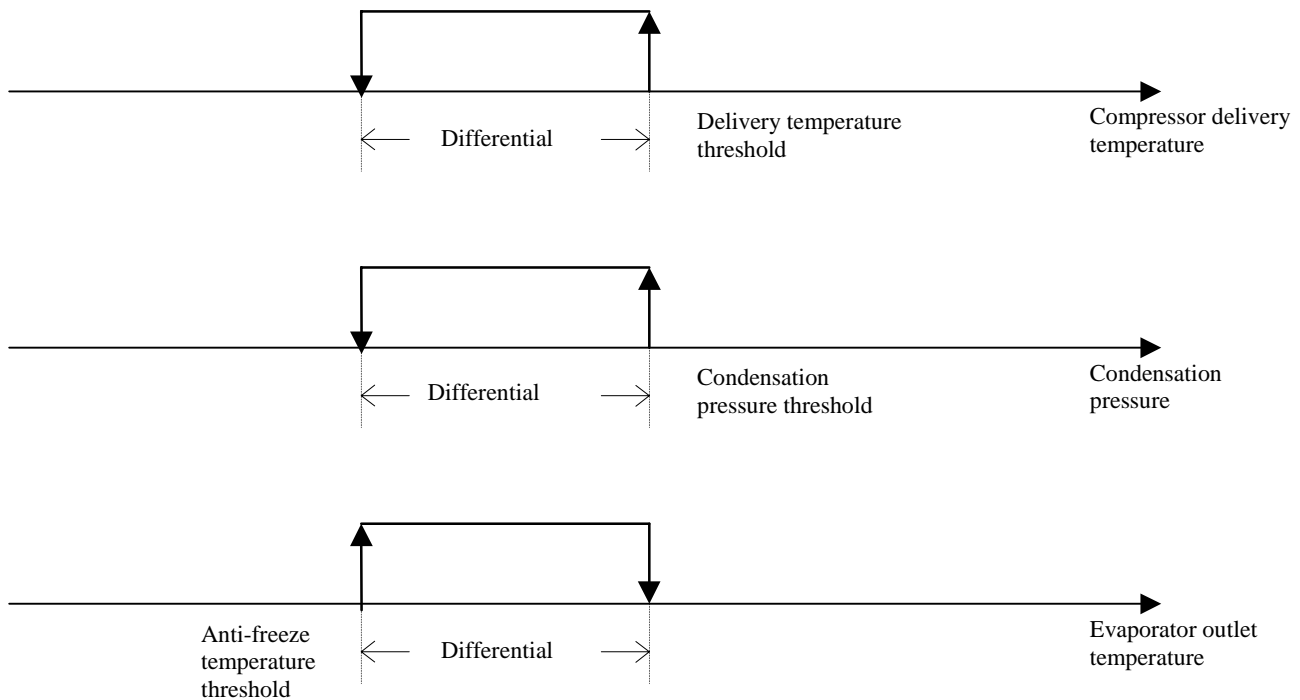 Differential
Delivery temperature
threshold
Compressor delivery
temperature
Differential
Condensation
pressure threshold
Condensation
pressure
Anti-freeze
temperature
threshold
Differential
Evaporator outlet
temperature